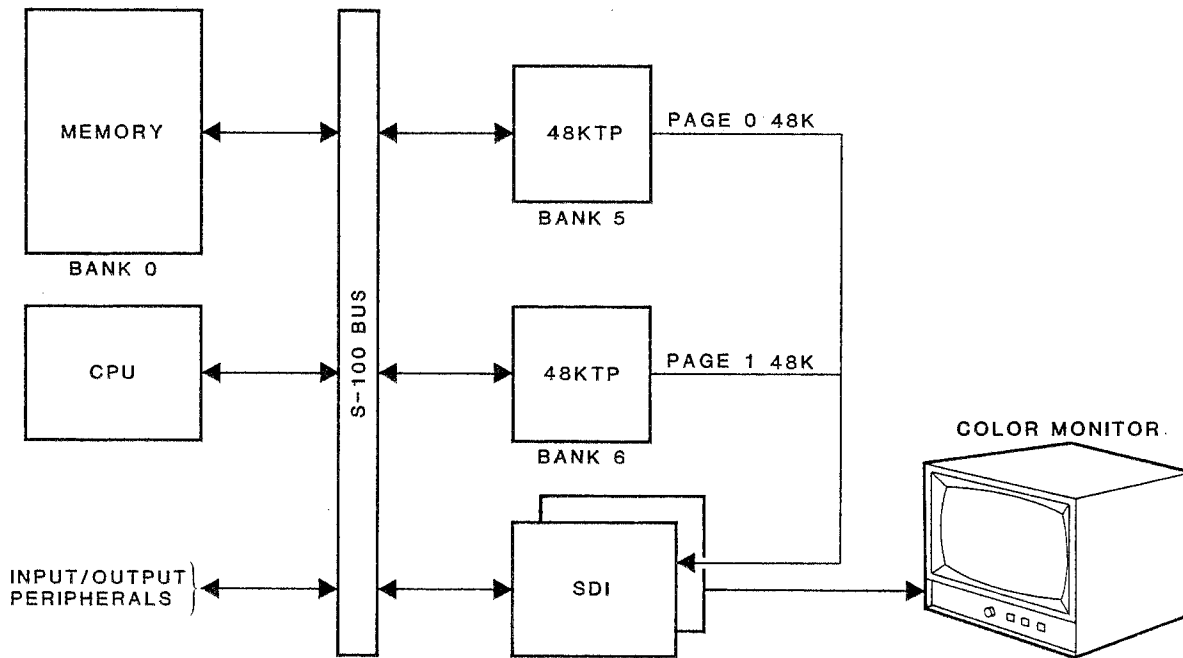 MEMORY
BANK 0
CPU
INPUT/OUTPUT
PERIPHERALS
S-100 BUS
48KTP
BANK 5
PAGE 0 48K
48KTP
BANK 6
PAGE 1 48K
SDI
COLOR MONITOR